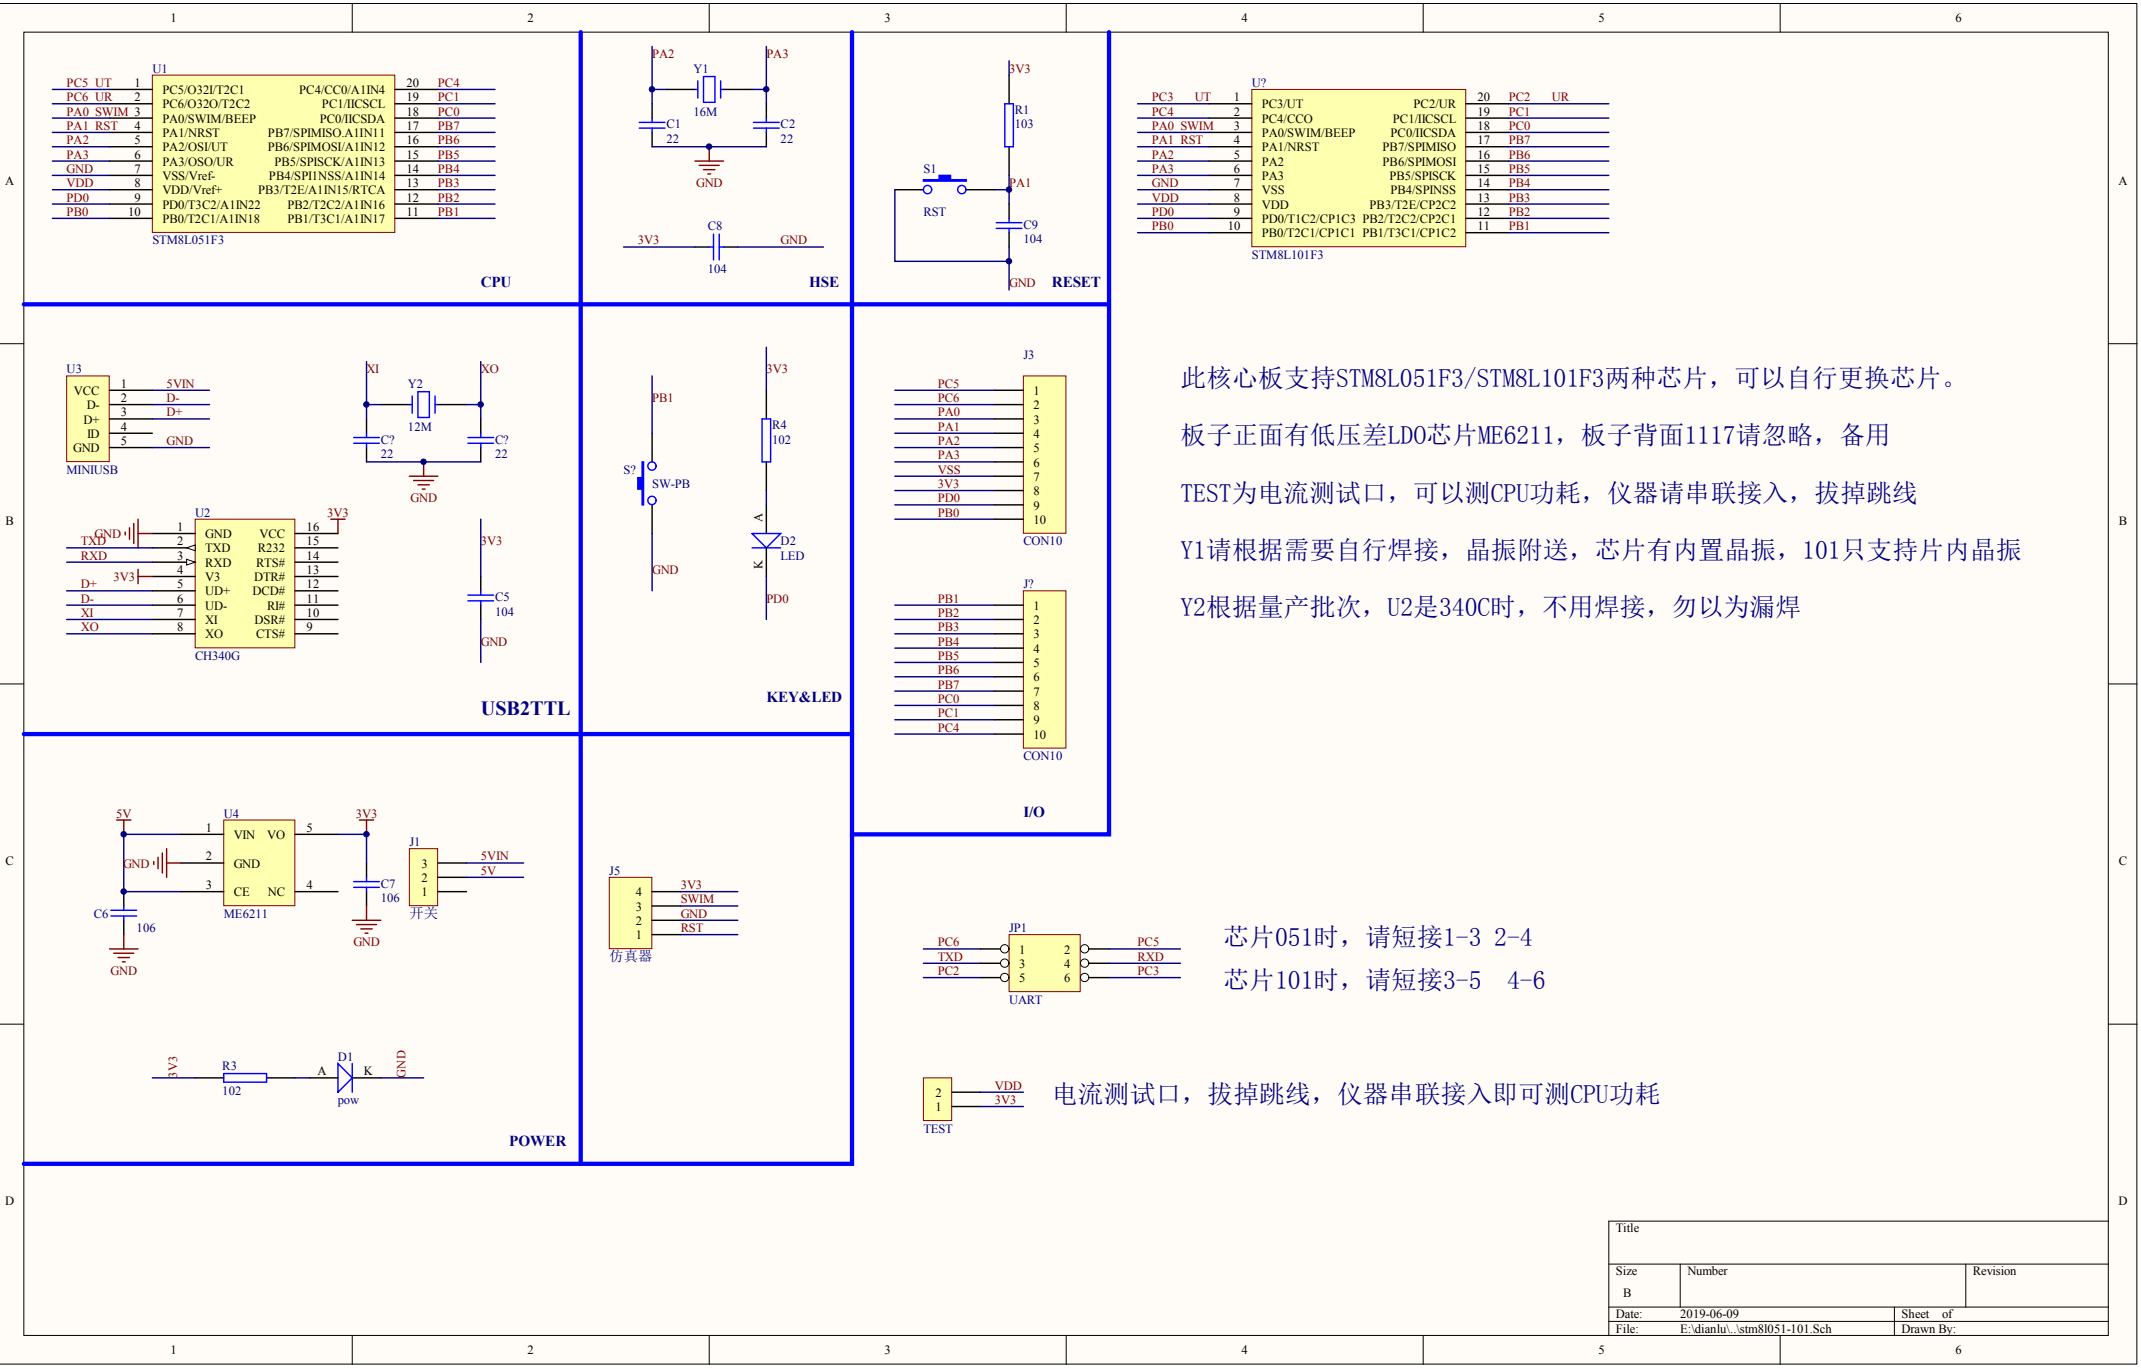 1 2 3 4 5 6
A
B
C
D
A
B
C
D
1 2 3 4 5 6
U1
PC5 UT 1 PC5/O32I/T2C1 PC4/CC0/A1IN4 20 PC4
PC6 UR 2 PC6/O32O/T2C2 PC1/IICSCL 19 PC1
PA0 SWIM 3 PA0/SWIM/BEEP PC0/IICSDA 18 PC0
PA1 RST 4 PA1/NRST PB7/SPIMISO.A1IN11 17 PB7
PA2 5 PA2/OSI/UT PB6/SPIMOSI/A1IN12 16 PB6
PA3 6 PA3/OSO/UR PB5/SPISCK/A1IN13 15 PB5
GND 7 VSS/Vref- PB4/SPI1NSS/A1IN14 14 PB4
VDD 8 VDD/Vref+ PB3/T2E/A1IN15/RTCA 13 PB3
PD0 9 PD0/T3C2/A1IN22 PB2/T2C2/A1IN16 12 PB2
PB0 10 PB0/T2C1/A1IN18 PB1/T3C1/A1IN17 11 PB1
STM8L051F3
CPU
PA2 PA3
Y1
16M
C1
22
C2
22
GND
C8
3V3 GND
104
HSE
3V3
R1
103
S1
PA1
RST
C9
104
GND
RESET
U?
PC3 UT 1 PC3/UT PC2/UR 20 PC2 UR
PC4 2 PC4/CCO PC1/IICSCL 19 PC1
PA0 SWIM 3 PA0/SWIM/BEEP PC0/IICSDA 18 PC0
PA1 RST 4 PA1/NRST PB7/SPIMISO 17 PB7
PA2 5 PA2 PB6/SPIMOSI 16 PB6
PA3 6 PA3 PB5/SPISCK 15 PB5
GND 7 VSS PB4/SPINSS 14 PB4
VDD 8 VDD PB3/T2E/CP2C2 13 PB3
PD0 9 PD0/T1C2/CP1C3 PB2/T2C2/CP2C1 12 PB2
PB0 10 PB0/T2C1/CP1C1 PB1/T3C1/CP1C2 11 PB1
STM8L101F3
U3
VCC 1 5VIN
D- 2 D-
D+ 3 D+
ID 4
GND 5 GND
MINIUSB
XI XO
Y2
12M
C?
22
C?
22
GND
U2
GND 1 GND VCC 16 3V3
TXD 2 TXD R232 15
RXD 3 RXD RTS# 14
3V3 4 V3 DTR# 13
D+ 5 UD+ DCD# 12
D- 6 UD- RI# 11
XI 7 XI DSR# 10
XO 8 XO CTS# 9
CH340G
3V3
C5
104
GND
USB2TTL
PB1
S?
SW-PB
GND
3V3
R4
102
A
D2
LED
K
PD0
KEY&LED
J3
PC5 1
PC6 2
PA0 3
PA1 4
PA2 5
PA3 6
VSS 7
3V3 8
PD0 9
PB0 10
CON10
J?
PB1 1
PB2 2
PB3 3
PB4 4
PB5 5
PB6 6
PB7 7
PC0 8
PC1 9
PC4 10
CON10
I/O
此核心板支持STM8L051F3/STM8L101F3两种芯片，可以自行更换芯片。
板子正面有低压差LDO芯片ME6211，板子背面1117请忽略，备用
TEST为电流测试口，可以测CPU功耗，仪器请串联接入，拔掉跳线
Y1请根据需要自行焊接，晶振附送，芯片有内置晶振，101只支持片内晶振
Y2根据量产批次，U2是340C时，不用焊接，勿以为漏焊
5V
U4
1 VIN VO 5
GND 2 GND
3 CE NC 4
ME6211
C6
106
GND
3V3
C7
106
GND
J1
3 5VIN
2 5V
1
开关
3V3
R3
102
A
D1
K
pow
GND
POWER
J5
4 3V3
3 SWIM
2 GND
1 RST
仿真器
JP1
PC6 1 2 PC5
TXD 3 4 RXD
PC2 5 6 PC3
UART
芯片051时，请短接1-3 2-4
芯片101时，请短接3-5 4-6
2 VDD
1 3V3
TEST
电流测试口，拔掉跳线，仪器串联接入即可测CPU功耗
Title
Size Number Revision
B
Date: 2019-06-09 Sheet of
File: E:\dianlu\..\stm8l051-101.Sch Drawn By: